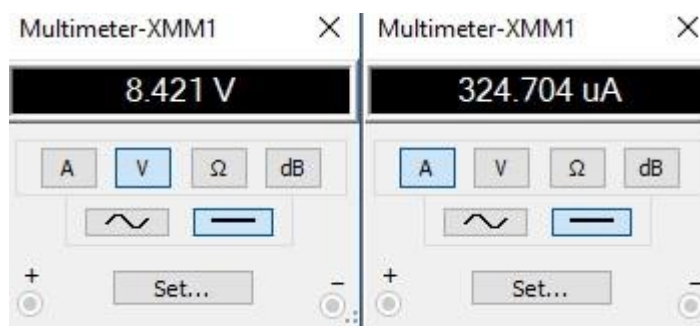 Multimeter-XMM1 ×
8.421 V
A V Ω dB
+ Set... −
Multimeter-XMM1 ×
324.704 uA
A V Ω dB
+ Set... −